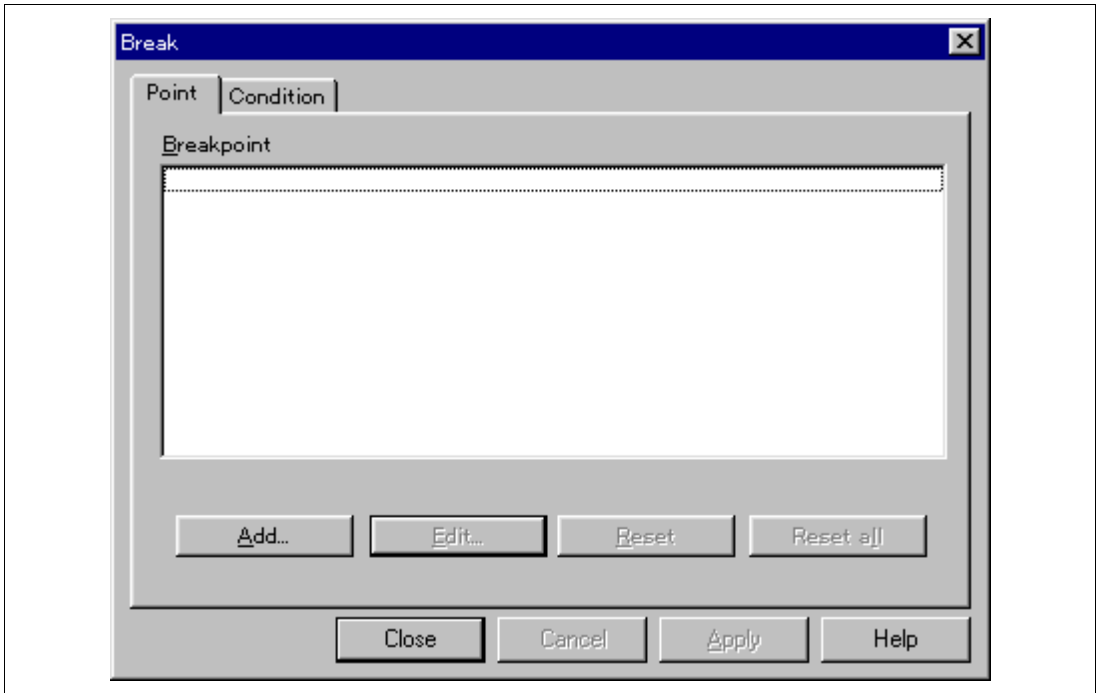 Break
Point Condition
Breakpoint
Add... Edit... Reset Reset all
Close Cancel Apply Help